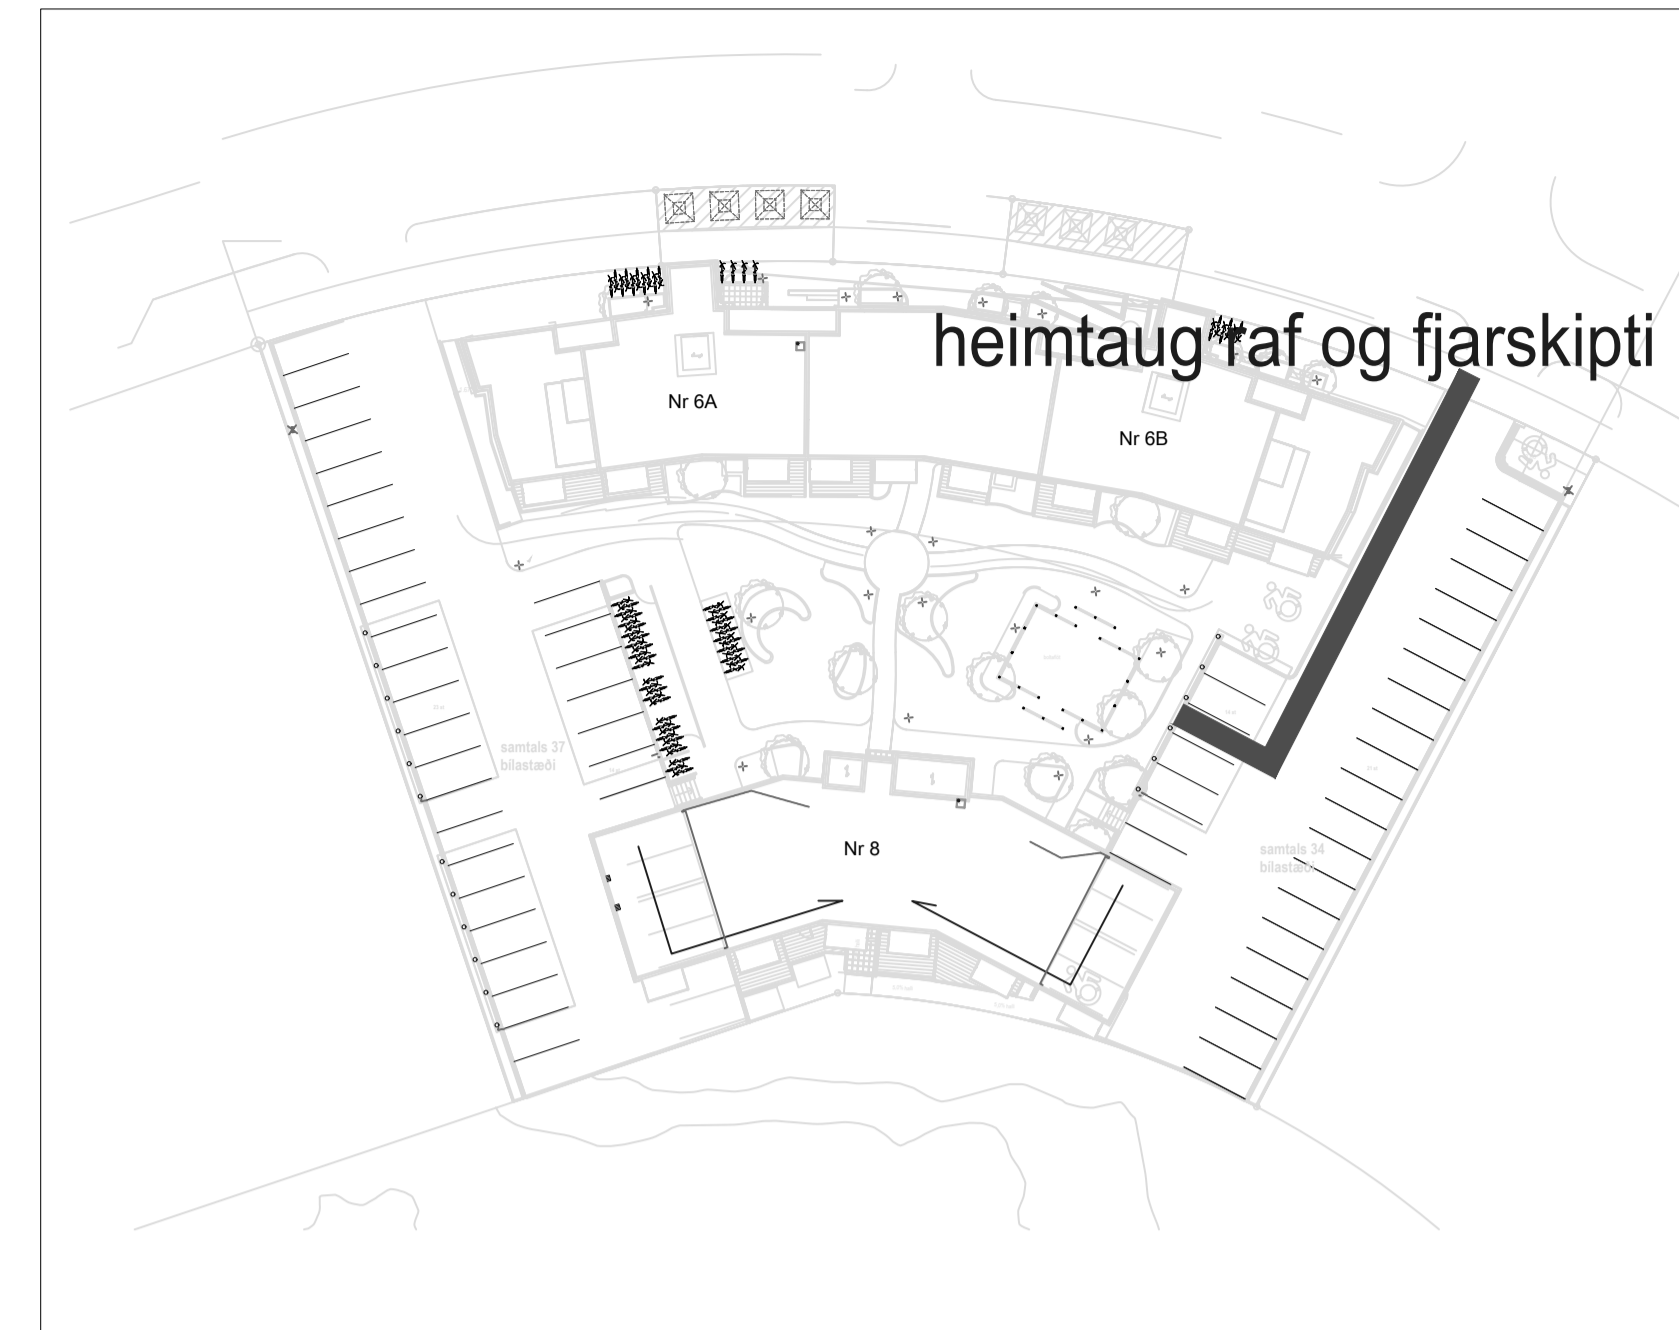 heimtaug raf og fjarskipti
Nr 6A
Nr 6B
samtals 37
bílastæði
Nr 8
samtals 34
bílastæði